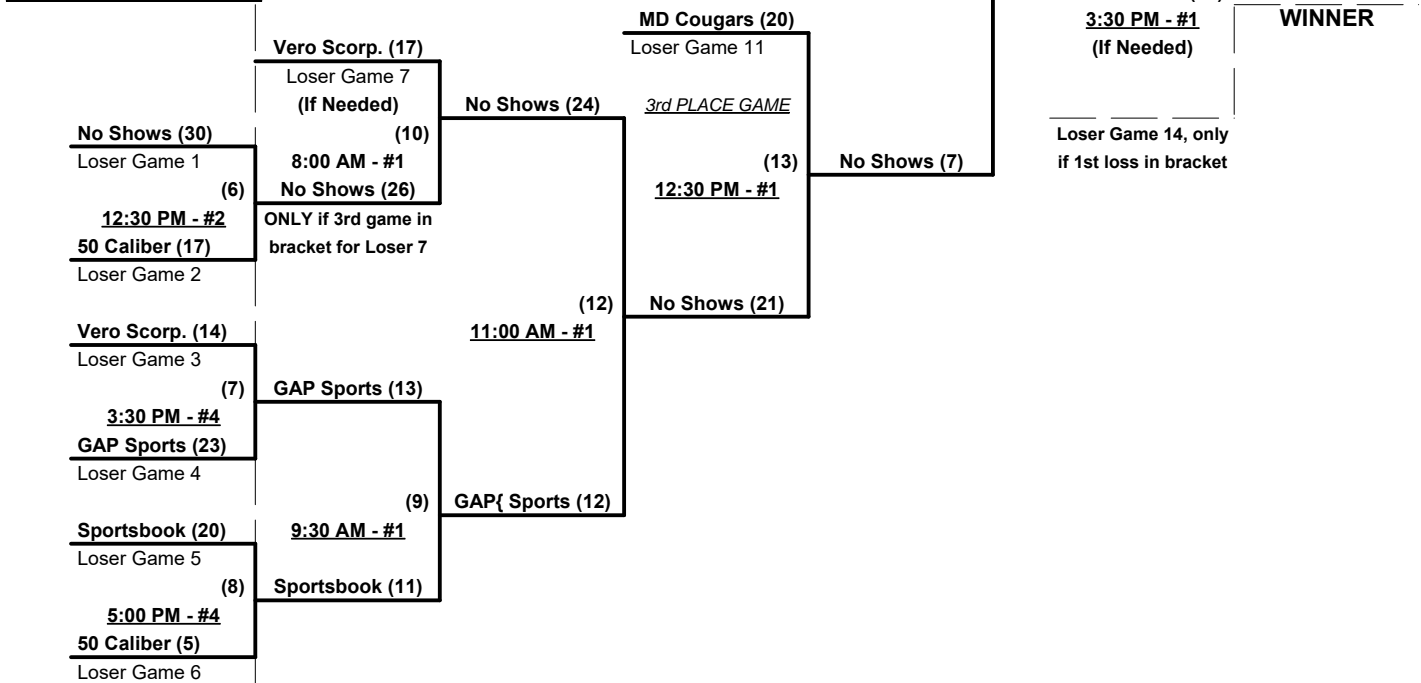 MD Cougars (20)
Loser Game 11
3:30 PM - #1
(If Needed)
WINNER
Vero Scorp. (17)
Loser Game 7
(If Needed)
(10)
8:00 AM - #1
No Shows (26)
ONLY if 3rd game in
bracket for Loser 7
No Shows (24)
3rd PLACE GAME
(13)
12:30 PM - #1
No Shows (7)
Loser Game 14, only
if 1st loss in bracket
No Shows (30)
Loser Game 1
(6)
12:30 PM - #2
50 Caliber (17)
Loser Game 2
(12)
11:00 AM - #1
No Shows (21)
Vero Scorp. (14)
Loser Game 3
(7)
3:30 PM - #4
GAP Sports (23)
Loser Game 4
GAP Sports (13)
(9)
9:30 AM - #1
GAP{ Sports (12)
Sportsbook (20)
Loser Game 5
(8)
5:00 PM - #4
50 Caliber (5)
Loser Game 6
Sportsbook (11)